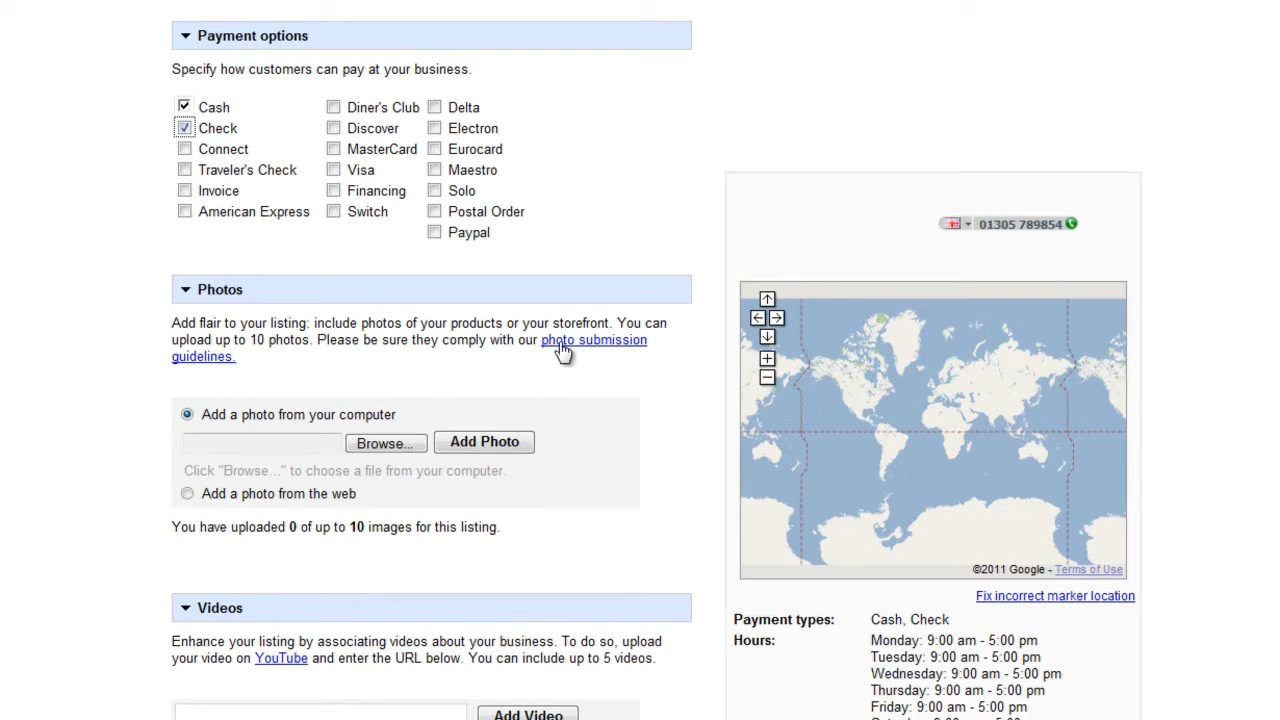 Payment options
Specify how customers can pay at your business.
Cash Diner's Club Delta
Check Discover Electron
Connect MasterCard Eurocard
Traveler's Check Visa Maestro
Invoice Financing Solo
American Express Switch Postal Order
Paypal
01305 789854
Photos
Add flair to your listing: include photos of your products or your storefront. You can
upload up to 10 photos. Please be sure they comply with our photo submission
guidelines.
Add a photo from your computer
Browse... Add Photo
Click "Browse..." to choose a file from your computer.
Add a photo from the web
You have uploaded 0 of up to 10 images for this listing.
©2011 Google - Terms of Use
Fix incorrect marker location
Videos
Enhance your listing by associating videos about your business. To do so, upload
your video on YouTube and enter the URL below. You can include up to 5 videos.
Add Video
Payment types: Cash, Check
Hours: Monday: 9:00 am - 5:00 pm
Tuesday: 9:00 am - 5:00 pm
Wednesday: 9:00 am - 5:00 pm
Thursday: 9:00 am - 5:00 pm
Friday: 9:00 am - 5:00 pm